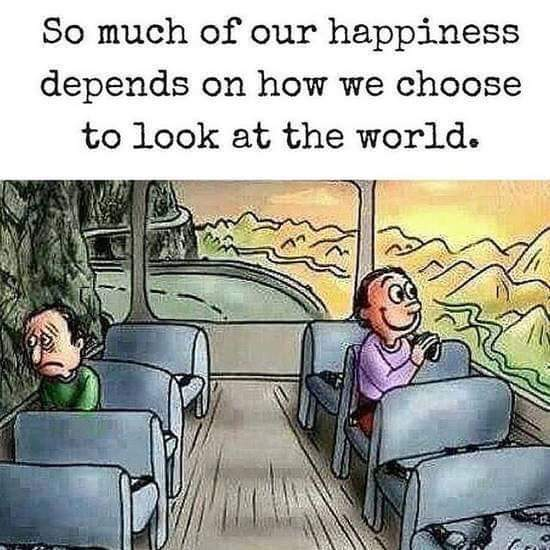 So much of our happiness
depends on how we choose
to look at the world.